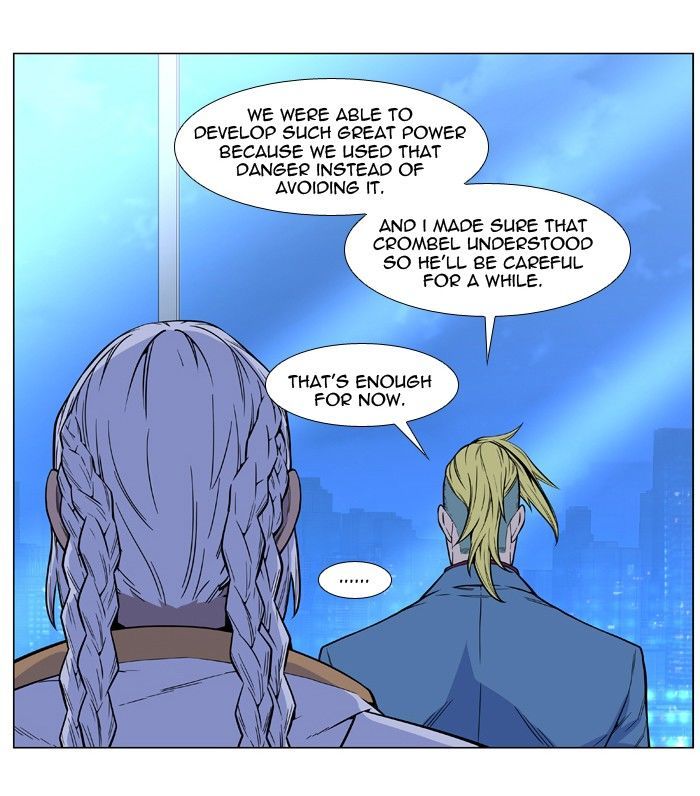 WE WERE ABLE TO
DEVELOP SUCH GREAT POWER
BECAUSE WE USED THAT
DANGER INSTEAD OF
AVOIDING IT.
AND I MADE SURE THAT
CROMBEL UNDERSTOOD
SO HE'LL BE CAREFUL
FOR A WHILE.
THAT'S ENOUGH
FOR NOW.
......